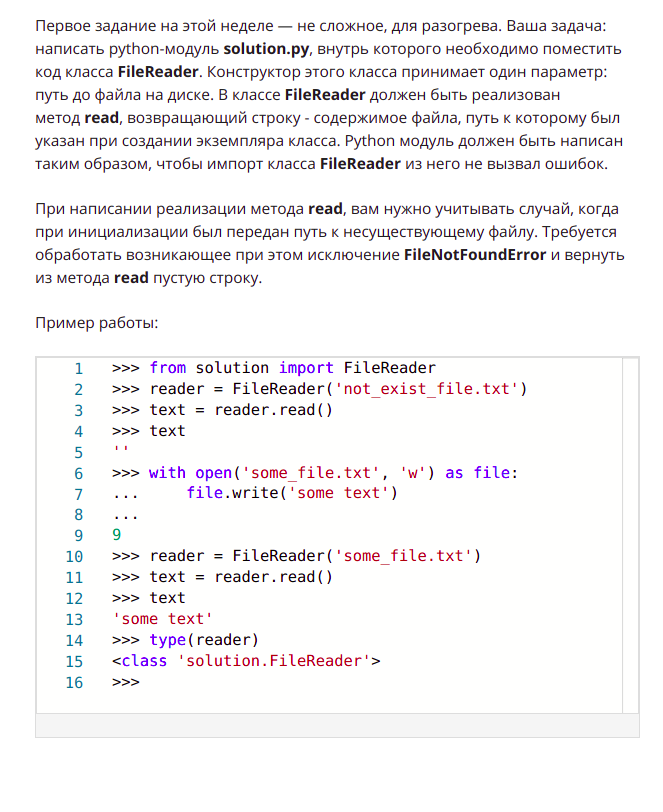 Первое задание на этой неделе — не сложное, для разогрева. Ваша задача:
написать python-модуль solution.py, внутрь которого необходимо поместить
код класса FileReader. Конструктор этого класса принимает один параметр:
путь до файла на диске. В классе FileReader должен быть реализован
метод read, возвращающий строку - содержимое файла, путь к которому был
указан при создании экземпляра класса. Python модуль должен быть написан
таким образом, чтобы импорт класса FileReader из него не вызвал ошибок.
При написании реализации метода read, вам нужно учитывать случай, когда
при инициализации был передан путь к несуществующему файлу. Требуется
обработать возникающее при этом исключение FileNotFoundError и вернуть
из метода read пустую строку.
Пример работы:
1 >>> from solution import FileReader
2 >>> reader = FileReader('not_exist_file.txt')
3 >>> text = reader.read()
4 >>> text
5 ''
6 >>> with open('some_file.txt', 'w') as file:
7 ...     file.write('some text')
8 ...
9 9
10 >>> reader = FileReader('some_file.txt')
11 >>> text = reader.read()
12 >>> text
13 'some text'
14 >>> type(reader)
15 <class 'solution.FileReader'>
16 >>>